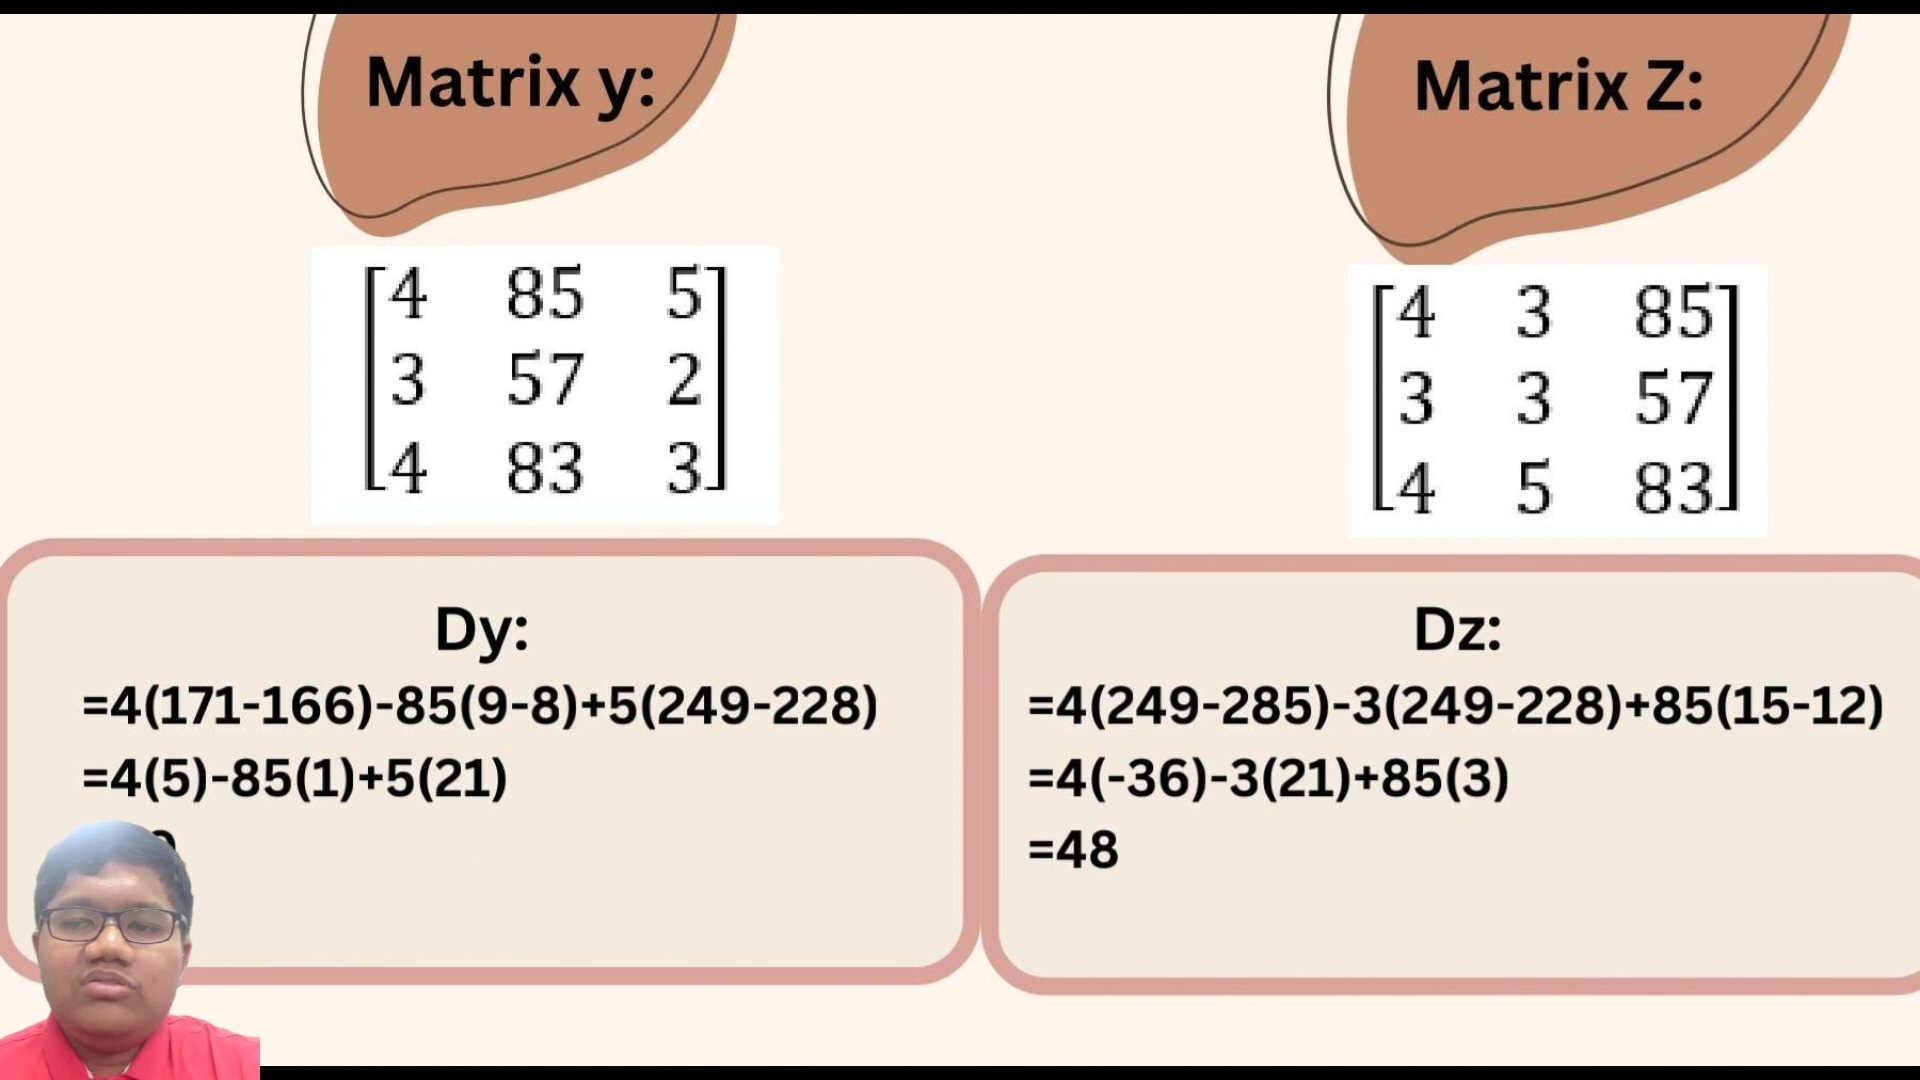 Matrix y:
4 85 5
3 57 2
4 83 3
Dy:
=4(171-166)-85(9-8)+5(249-228)
=4(5)-85(1)+5(21)
Matrix Z:
4 3 85
3 3 57
4 5 83
Dz:
=4(249-285)-3(249-228)+85(15-12)
=4(-36)-3(21)+85(3)
=48